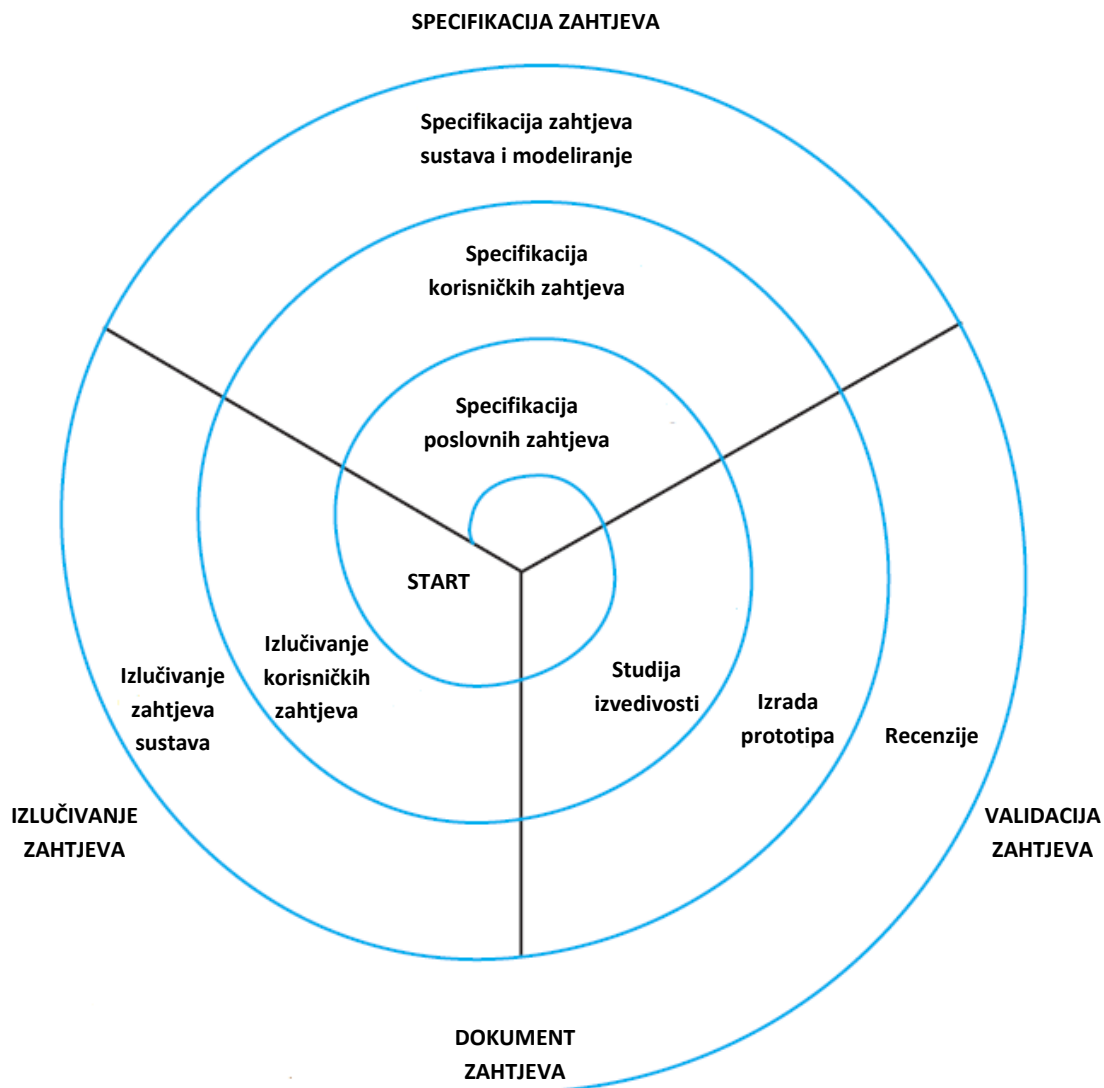 SPECIFIKACIJA ZAHTJEVA
Specifikacija zahtjeva
sustava i modeliranje
Specifikacija
korisničkih zahtjeva
Specifikacija
poslovnih zahtjeva
START
Izlučivanje
korisničkih
zahtjeva
Izlučivanje
zahtjeva
sustava
Studija
izvedivosti
Izrada
prototipa
Recenzije
IZLUČIVANJE
ZAHTJEVA
VALIDACIJA
ZAHTJEVA
DOKUMENT
ZAHTJEVA